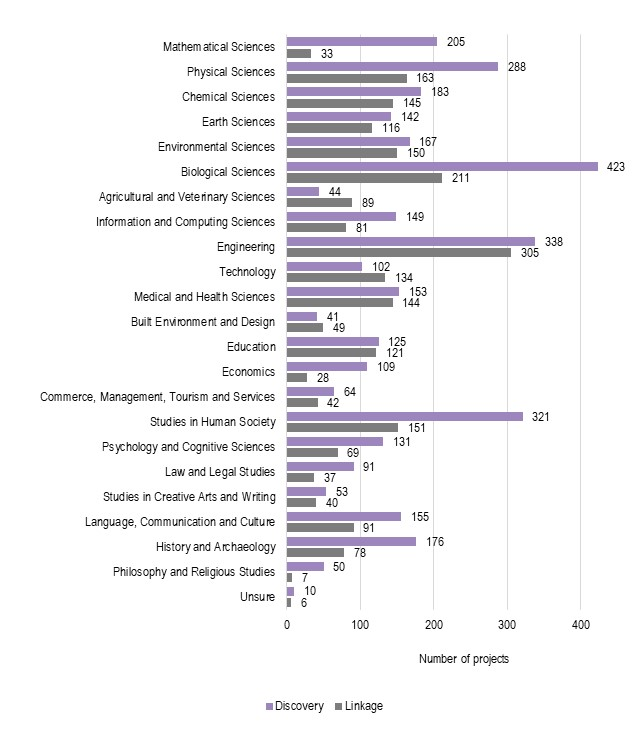 Mathematical Sciences 205
33
Physical Sciences 288
163
Chemical Sciences 183
145
Earth Sciences 142
116
Environmental Sciences 167
150
Biological Sciences 423
211
Agricultural and Veterinary Sciences 44
89
Information and Computing Sciences 149
81
Engineering 338
305
Technology 102
134
Medical and Health Sciences 153
144
Built Environment and Design 41
49
Education 125
121
Economics 109
28
Commerce, Management, Tourism and Services 64
42
Studies in Human Society 321
151
Psychology and Cognitive Sciences 131
69
Law and Legal Studies 91
37
Studies in Creative Arts and Writing 53
40
Language, Communication and Culture 155
91
History and Archaeology 176
78
Philosophy and Religious Studies 50
7
Unsure 10
6
0 100 200 300 400
Number of projects
Discovery Linkage